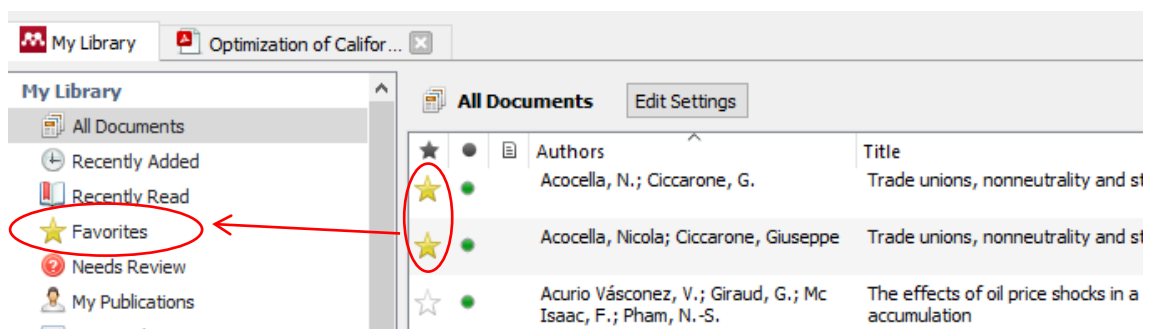 My Library
Optimization of Califor...
My Library
All Documents
Recently Added
Recently Read
Favorites
Needs Review
My Publications
All Documents
Edit Settings
Authors Title
Acocella, N.; Ciccarone, G. Trade unions, nonneutrality and st
Acocella, Nicola; Ciccarone, Giuseppe Trade unions, nonneutrality and st
Acurio Vásconez, V.; Giraud, G.; Mc The effects of oil price shocks in a
Isaac, F.; Pham, N.-S. accumulation